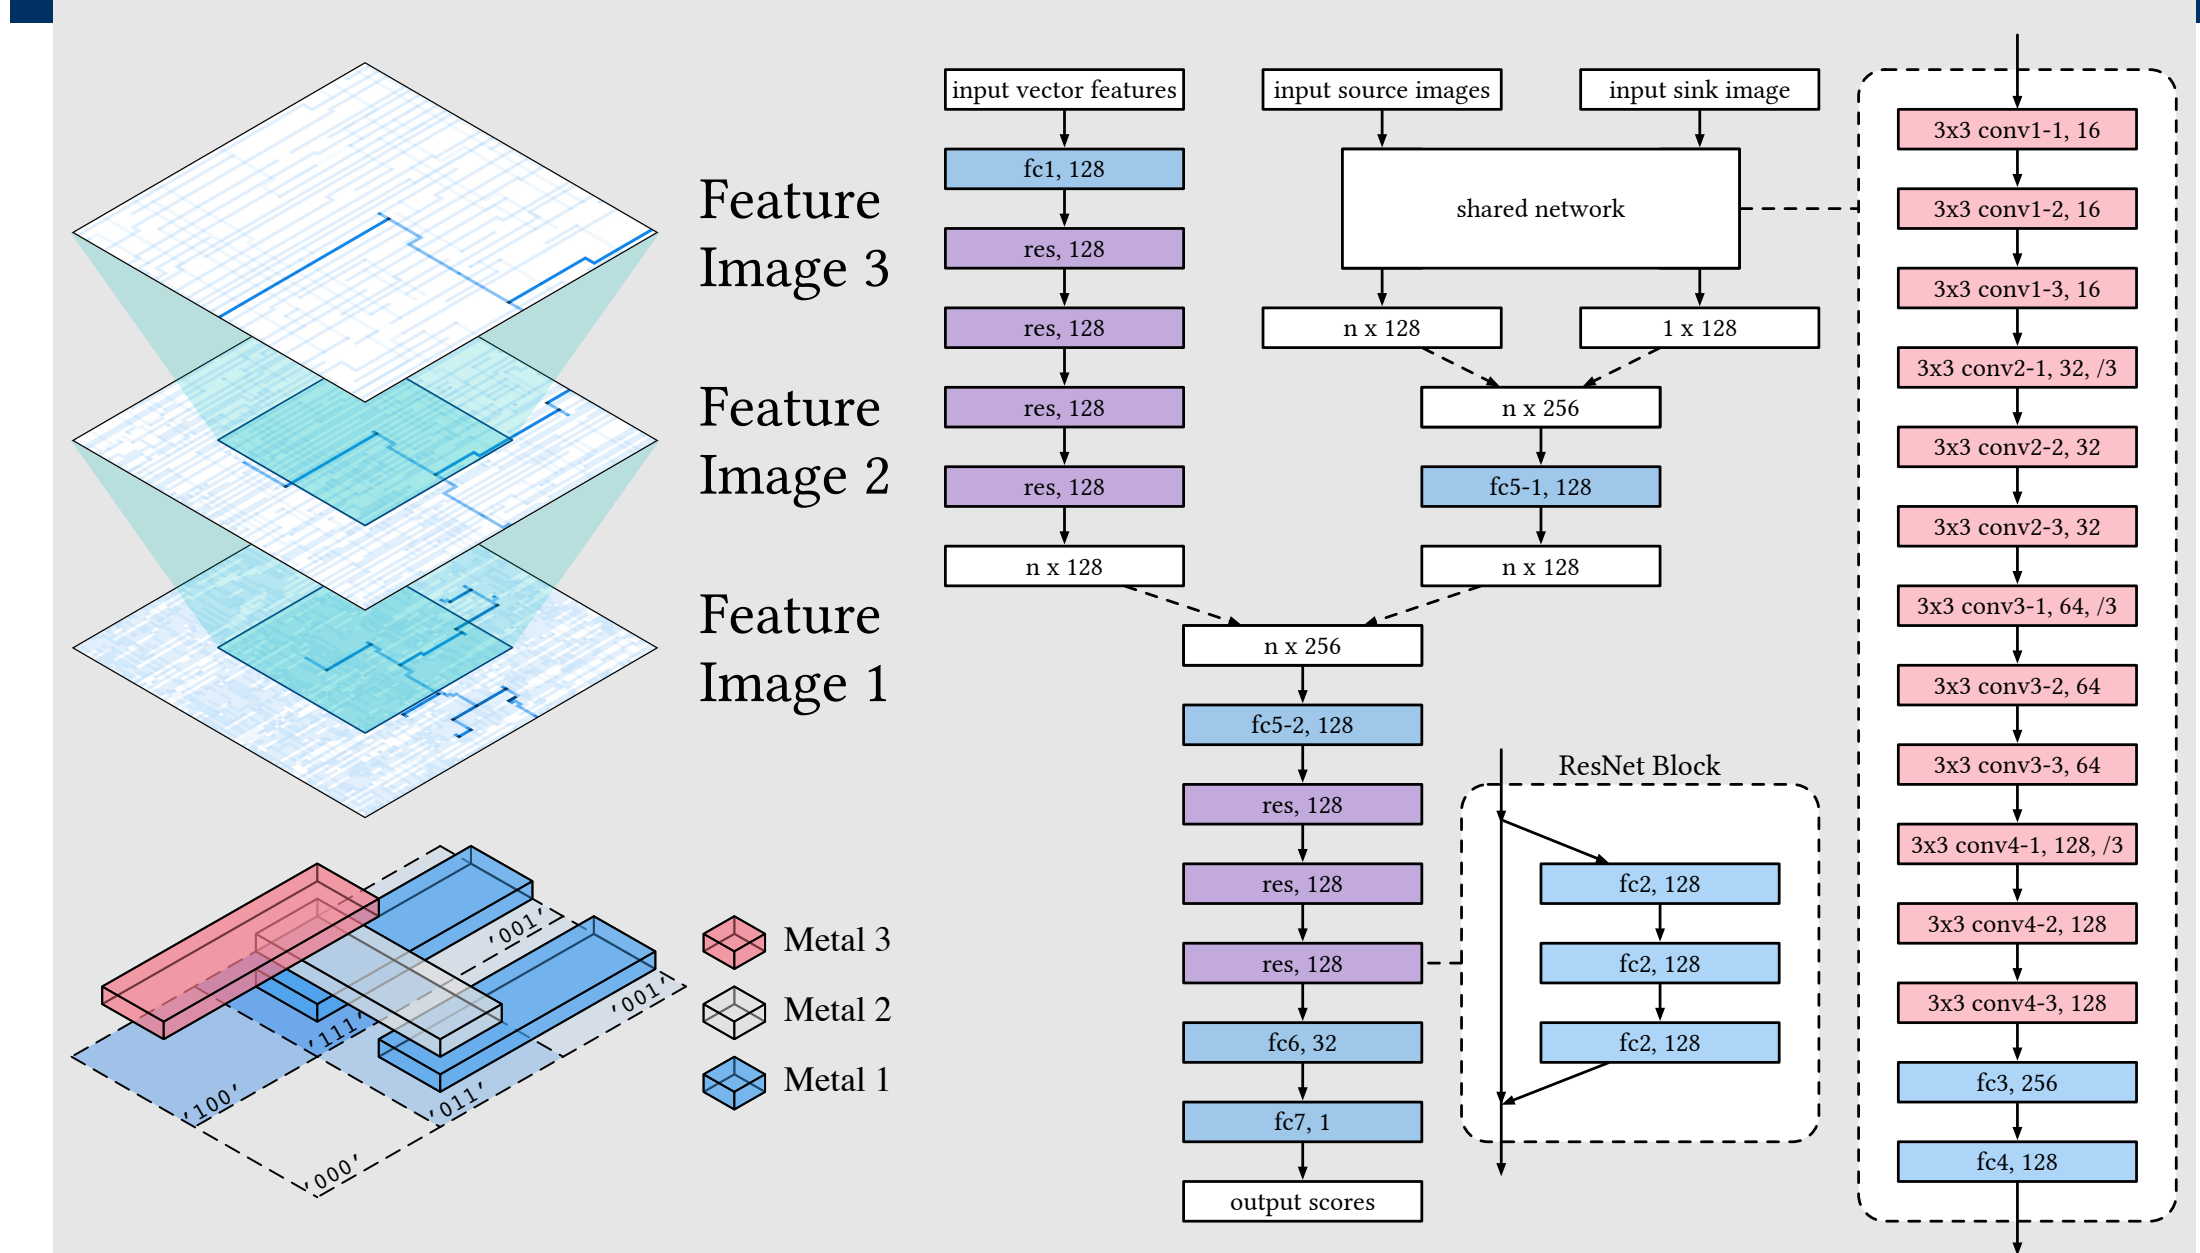 Feature
Image 3
Feature
Image 2
Feature
Image 1
'001'
'001'
'111'
'100'
'011'
'000'
Metal 3
Metal 2
Metal 1
input vector features
fc1, 128
res, 128
res, 128
res, 128
res, 128
n x 128
input source images
input sink image
shared network
n x 128
1 x 128
n x 256
fc5-1, 128
n x 128
n x 256
fc5-2, 128
res, 128
res, 128
res, 128
fc6, 32
fc7, 1
output scores
ResNet Block
fc2, 128
fc2, 128
fc2, 128
3x3 conv1-1, 16
3x3 conv1-2, 16
3x3 conv1-3, 16
3x3 conv2-1, 32, /3
3x3 conv2-2, 32
3x3 conv2-3, 32
3x3 conv3-1, 64, /3
3x3 conv3-2, 64
3x3 conv3-3, 64
3x3 conv4-1, 128, /3
3x3 conv4-2, 128
3x3 conv4-3, 128
fc3, 256
fc4, 128